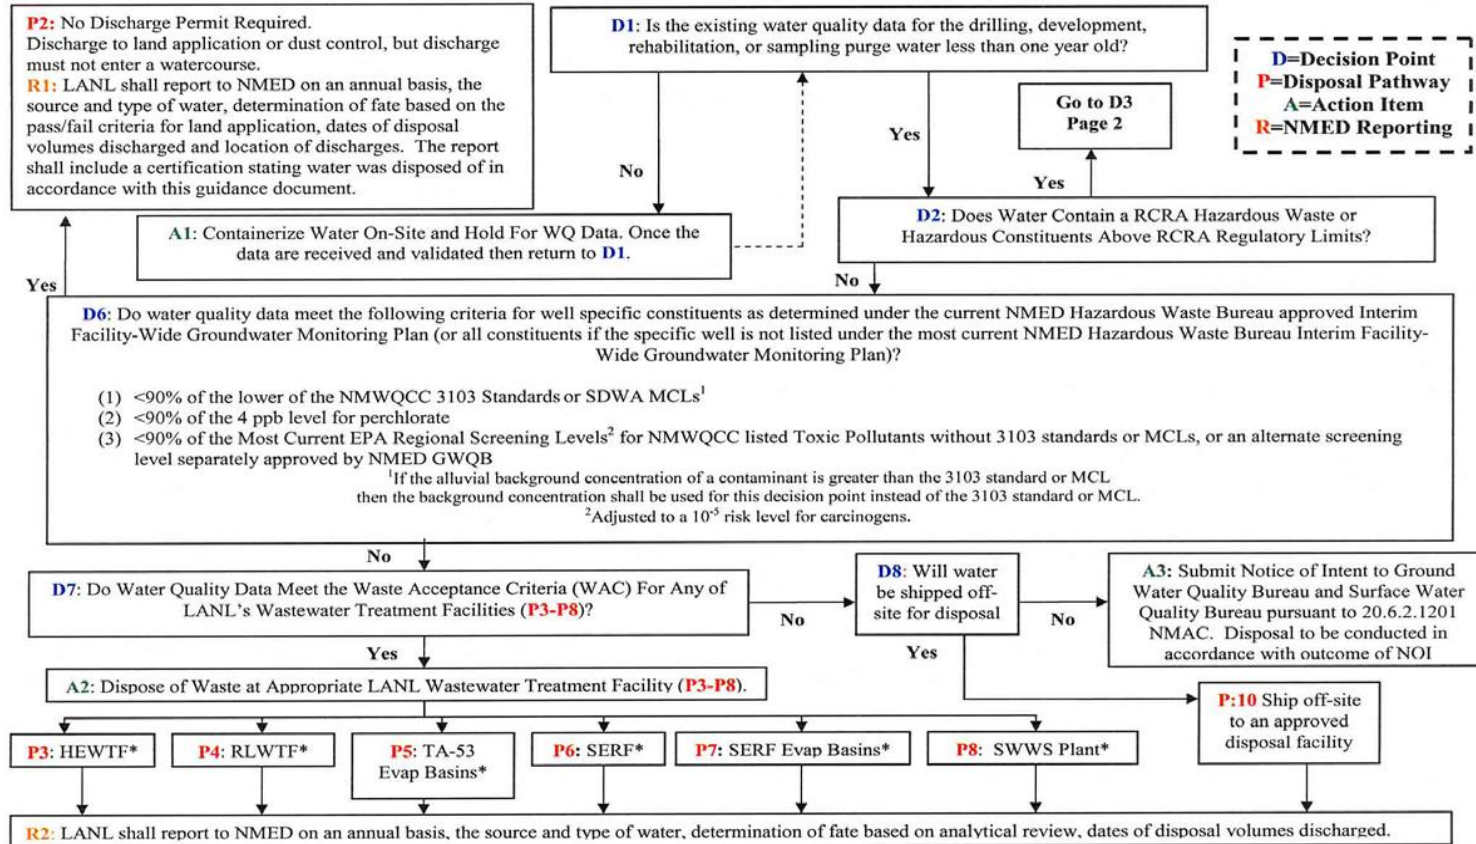 P2: No Discharge Permit Required.
Discharge to land application or dust control, but discharge
must not enter a watercourse.
R1: LANL shall report to NMED on an annual basis, the
source and type of water, determination of fate based on the
pass/fail criteria for land application, dates of disposal
volumes discharged and location of discharges. The report
shall include a certification stating water was disposed of in
accordance with this guidance document.
D1: Is the existing water quality data for the drilling, development,
rehabilitation, or sampling purge water less than one year old?
D=Decision Point
P=Disposal Pathway
A=Action Item
R=NMED Reporting
Go to D3
Page 2
Yes
No
Yes
A1: Containerize Water On-Site and Hold For WQ Data. Once the
data are received and validated then return to D1.
D2: Does Water Contain a RCRA Hazardous Waste or
Hazardous Constituents Above RCRA Regulatory Limits?
Yes
No
D6: Do water quality data meet the following criteria for well specific constituents as determined under the current NMED Hazardous Waste Bureau approved Interim
Facility-Wide Groundwater Monitoring Plan (or all constituents if the specific well is not listed under the most current NMED Hazardous Waste Bureau Interim Facility-
Wide Groundwater Monitoring Plan)?
(1) <90% of the lower of the NMWQCC 3103 Standards or SDWA MCLs¹
(2) <90% of the 4 ppb level for perchlorate
(3) <90% of the Most Current EPA Regional Screening Levels² for NMWQCC listed Toxic Pollutants without 3103 standards or MCLs, or an alternate screening
level separately approved by NMED GWQB
¹If the alluvial background concentration of a contaminant is greater than the 3103 standard or MCL
then the background concentration shall be used for this decision point instead of the 3103 standard or MCL.
²Adjusted to a 10⁻⁵ risk level for carcinogens.
No
D7: Do Water Quality Data Meet the Waste Acceptance Criteria (WAC) For Any of
LANL's Wastewater Treatment Facilities (P3-P8)?
No
D8: Will water
be shipped off-
site for disposal
No
A3: Submit Notice of Intent to Ground
Water Quality Bureau and Surface Water
Quality Bureau pursuant to 20.6.2.1201
NMAC. Disposal to be conducted in
accordance with outcome of NOI
Yes
Yes
A2: Dispose of Waste at Appropriate LANL Wastewater Treatment Facility (P3-P8).
P:10 Ship off-site
to an approved
disposal facility
P3: HEWTF*
P4: RLWTF*
P5: TA-53
Evap Basins*
P6: SERF*
P7: SERF Evap Basins*
P8: SWWS Plant*
R2: LANL shall report to NMED on an annual basis, the source and type of water, determination of fate based on analytical review, dates of disposal volumes discharged.